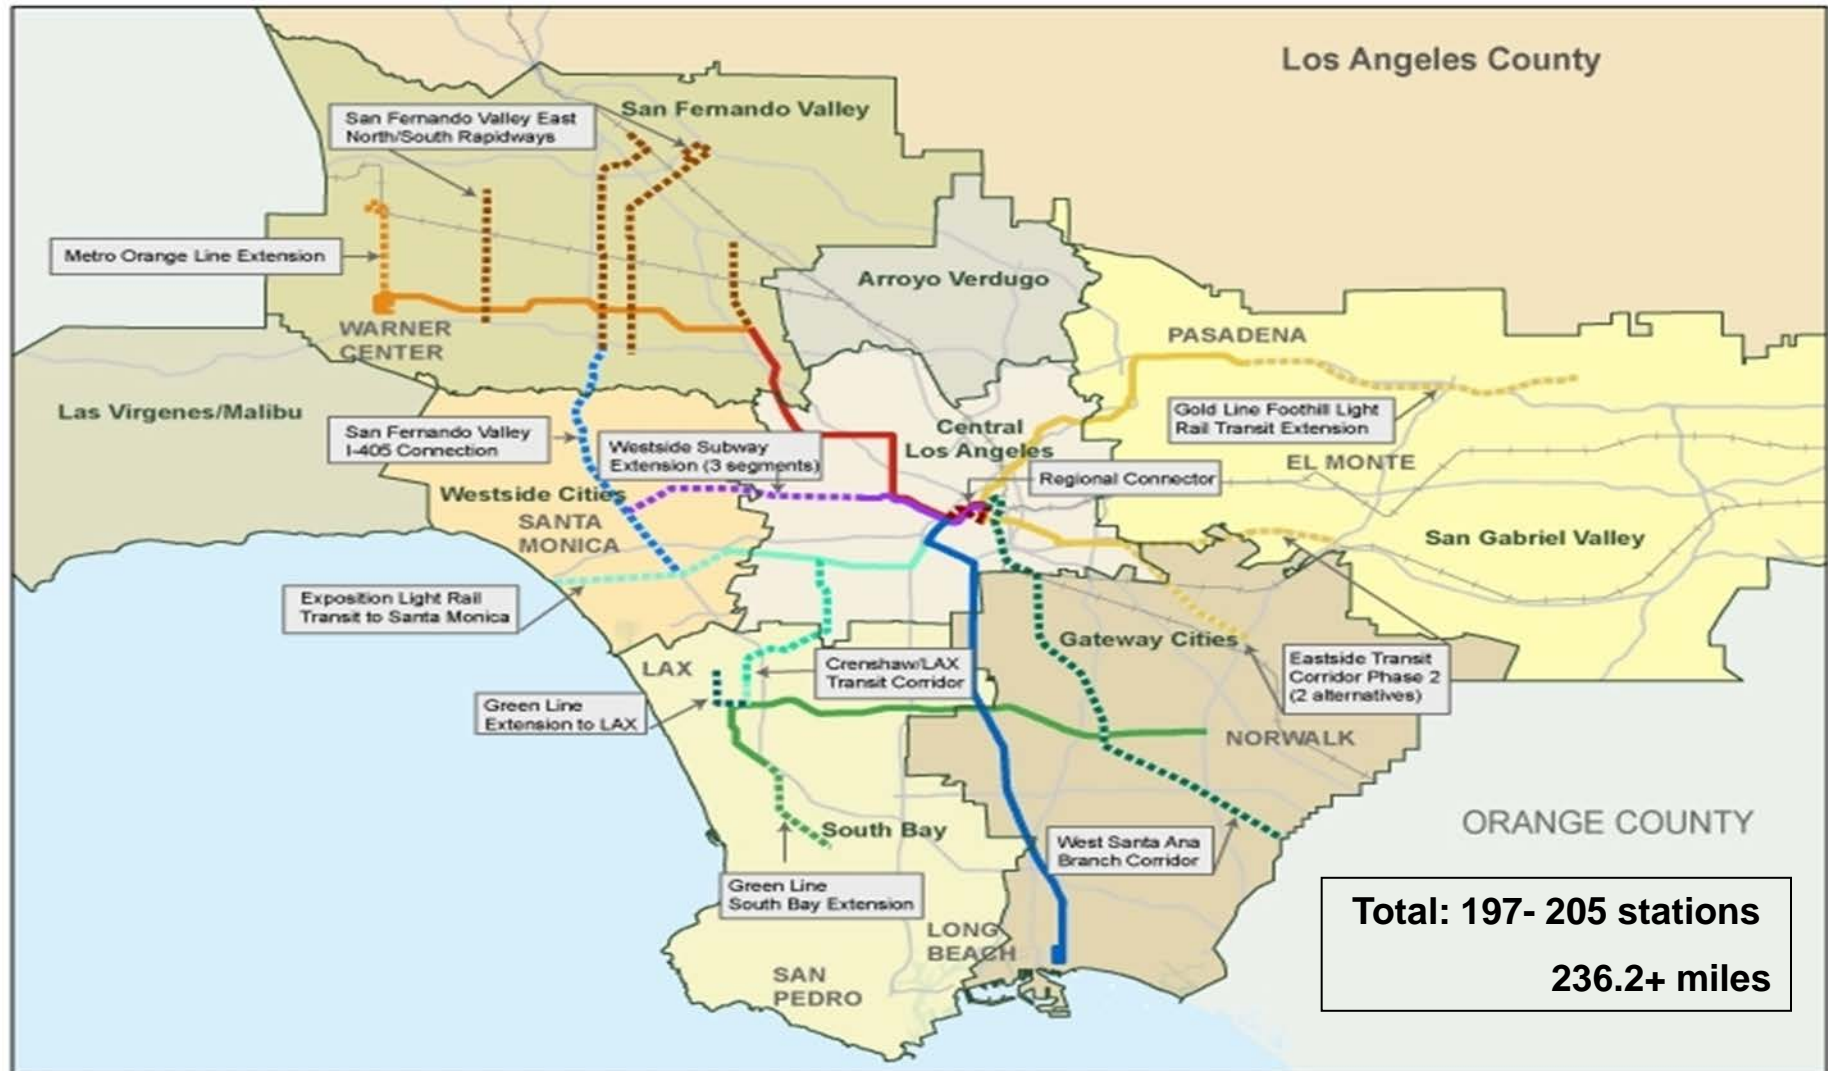 Los Angeles County
San Fernando Valley East
North/South Rapidways
San Fernando Valley
Metro Orange Line Extension
Arroyo Verdugo
WARNER
CENTER
PASADENA
Las Virgenes/Malibu
San Fernando Valley
I-405 Connection
Westside Subway
Extension (3 segments)
Central
Los Angeles
Gold Line Foothill Light
Rail Transit Extension
EL MONTE
Regional Connector
Westside Cities
SANTA
MONICA
San Gabriel Valley
Exposition Light Rail
Transit to Santa Monica
Gateway Cities
LAX
Crenshaw/LAX
Transit Corridor
Eastside Transit
Corridor Phase 2
(2 alternatives)
Green Line
Extension to LAX
NORWALK
South Bay
ORANGE COUNTY
West Santa Ana
Branch Corridor
Green Line
South Bay Extension
LONG
BEACH
SAN
PEDRO
Total: 197- 205 stations
236.2+ miles